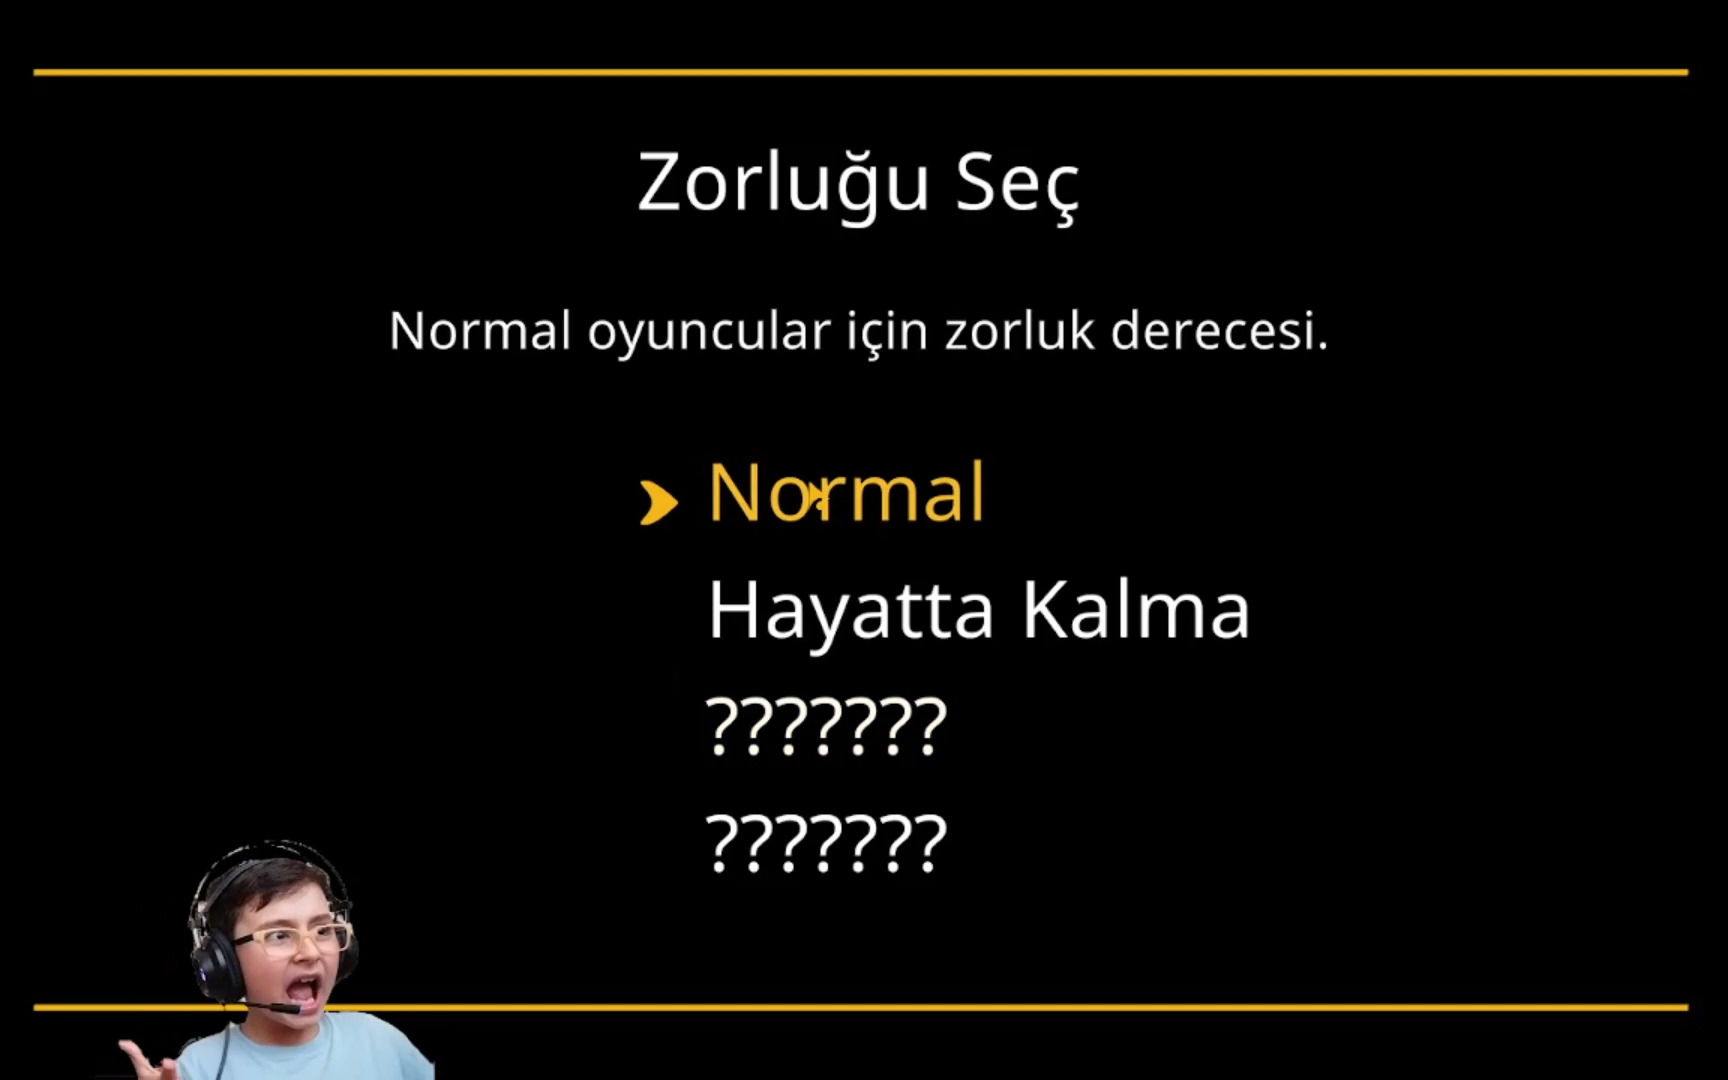 Zorluğu Seç
Normal oyuncular için zorluk derecesi.
Normal
Hayatta Kalma
???????
???????